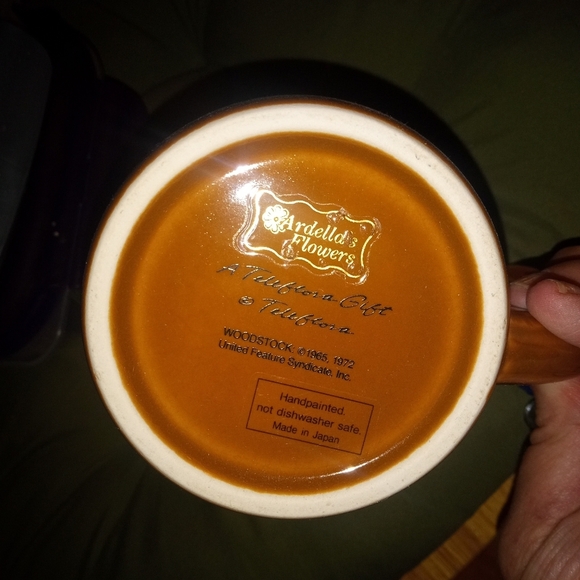 Ardella's
Flowers
A Teleflora Gift
® Teleflora
WOODSTOCK, ©1965, 1972
United Feature Syndicate, Inc.
Handpainted,
not dishwasher safe.
Made in Japan